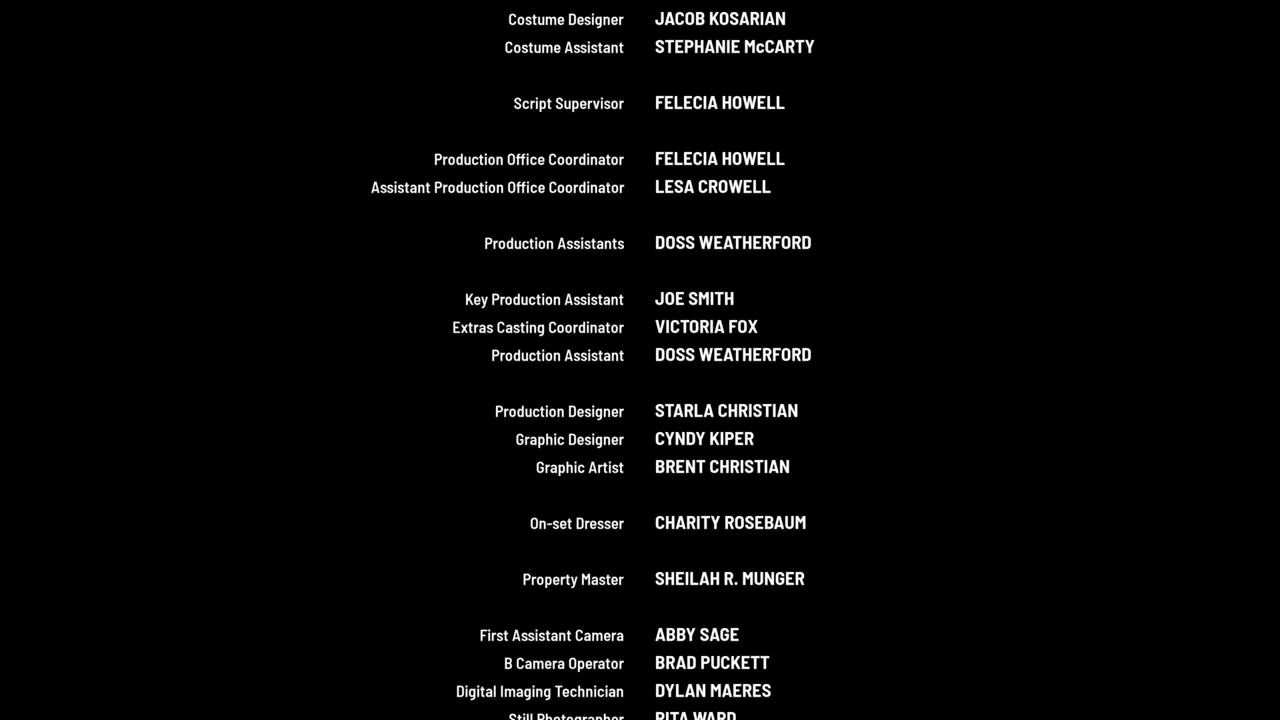 Costume Designer JACOB KOSARIAN
Costume Assistant STEPHANIE McCARTY
Script Supervisor FELECIA HOWELL
Production Office Coordinator FELECIA HOWELL
Assistant Production Office Coordinator LESA CROWELL
Production Assistants DOSS WEATHERFORD
Key Production Assistant JOE SMITH
Extras Casting Coordinator VICTORIA FOX
Production Assistant DOSS WEATHERFORD
Production Designer STARLA CHRISTIAN
Graphic Designer CYNDY KIPER
Graphic Artist BRENT CHRISTIAN
On-set Dresser CHARITY ROSEBAUM
Property Master SHEILAH R. MUNGER
First Assistant Camera ABBY SAGE
B Camera Operator BRAD PUCKETT
Digital Imaging Technician DYLAN MAERES
Still Photographer RITA WARD